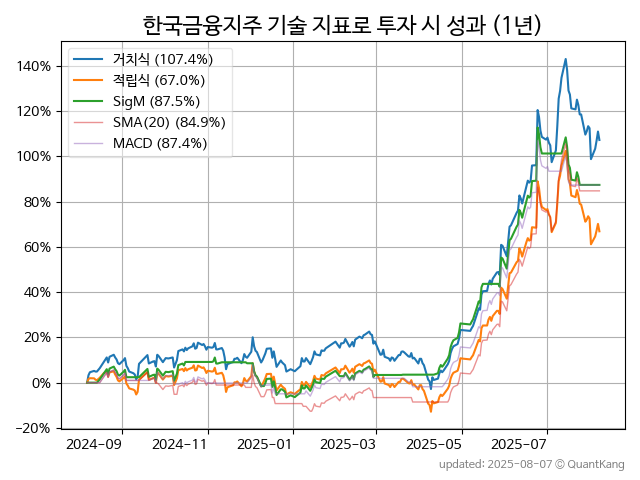 한국금융지주 기술 지표로 투자 시 성과 (1년)
거치식 (107.4%)
적립식 (67.0%)
SigM (87.5%)
SMA(20) (84.9%)
MACD (87.4%)
140%
120%
100%
80%
60%
40%
20%
0%
−20%
2024-09 2024-11 2025-01 2025-03 2025-05 2025-07
updated: 2025-08-07 © QuantKang